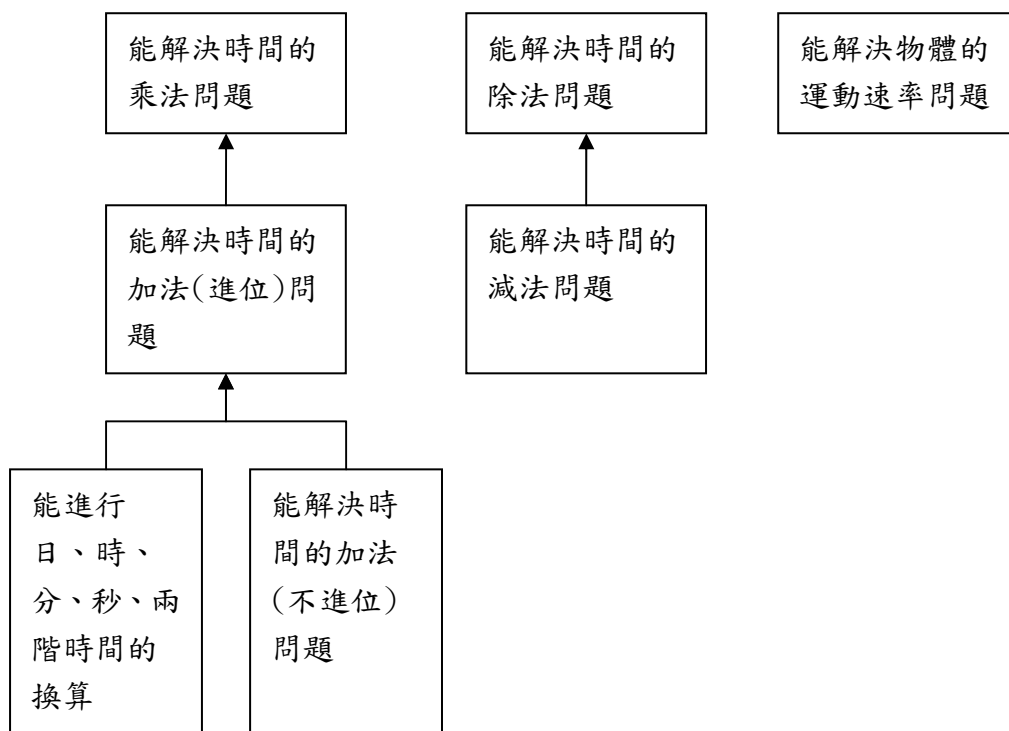 能解決時間的
乘法問題
能解決時間的
除法問題
能解決物體的
運動速率問題
能解決時間的
加法(進位)問
題
能解決時間的
減法問題
能進行
日、時、
分、秒、兩
階時間的
換算
能解決時
間的加法
(不進位)
問題